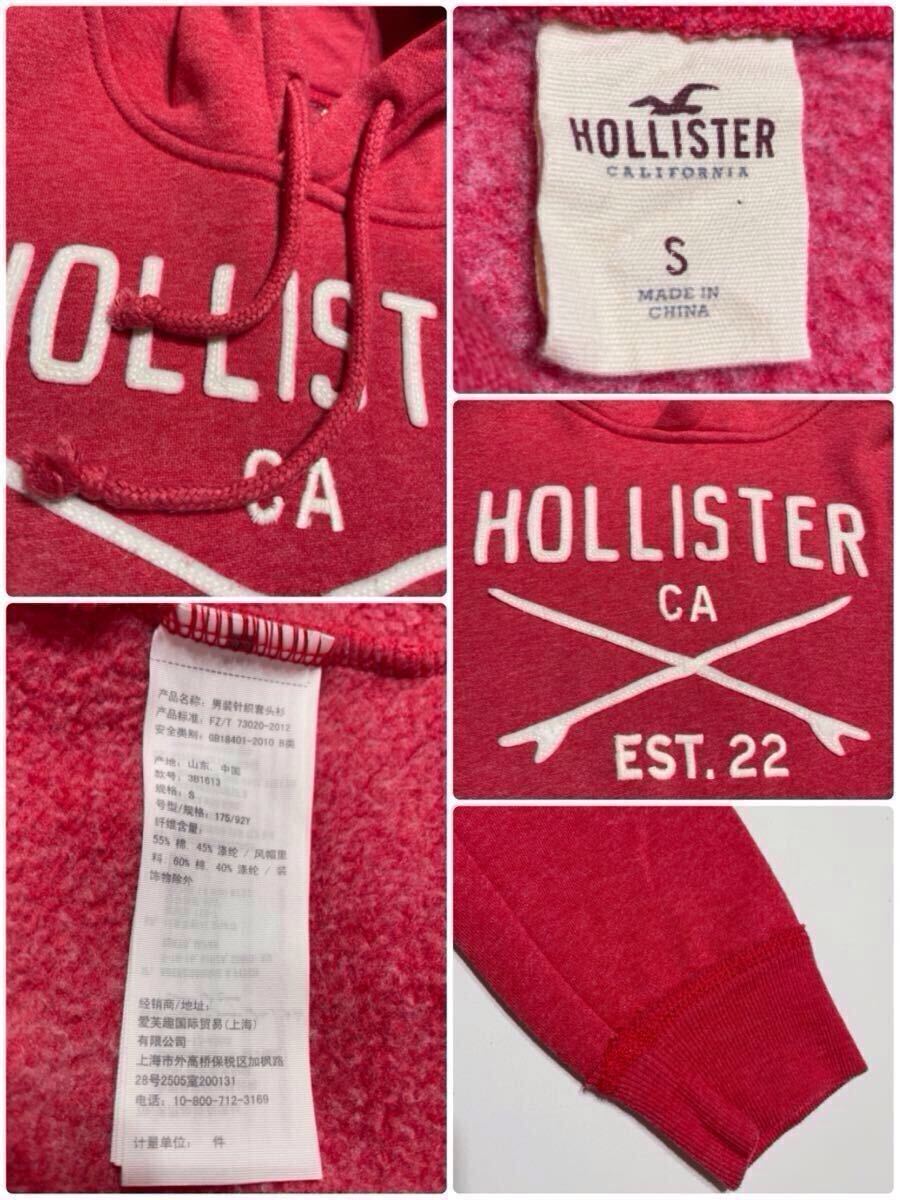 HOLLIST
CA
HOLLISTER
CALIFORNIA
S
MADE IN
CHINA
HOLLISTER
CA
EST. 22
产品名称: 男装针织套头衫
产品标准: FZ/T 73020-2012
安全类别: GB18401-2010 B类
产地: 山东, 中国
款号: 3B1613
规格: S
号型/规格: 175/92Y
纤维含量:
55% 棉, 45% 涤纶 / 风帽里
料: 60% 棉, 40% 涤纶 / 装
饰物除外
经销商/地址:
爱芙趣国际贸易(上海)
有限公司
上海市外高桥保税区加枫路
28号2505室200131
电话: 10-800-712-3169
计量单位: 件